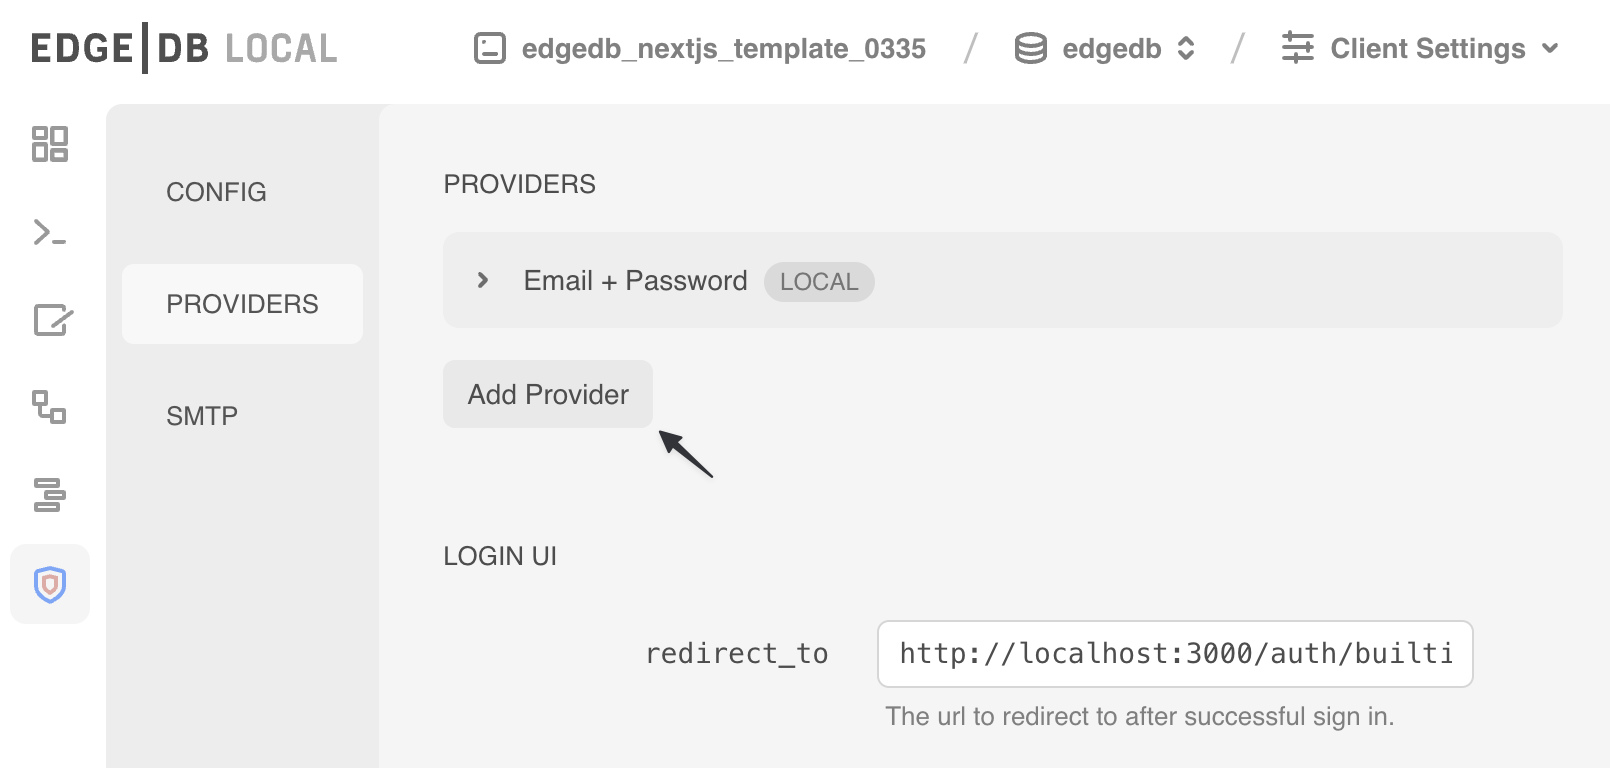 EDGE|DB LOCAL
edgedb_nextjs_template_0335 / edgedb / Client Settings
CONFIG
PROVIDERS
SMTP
PROVIDERS
Email + Password LOCAL
Add Provider
LOGIN UI
redirect_to http://localhost:3000/auth/builti
The url to redirect to after successful sign in.